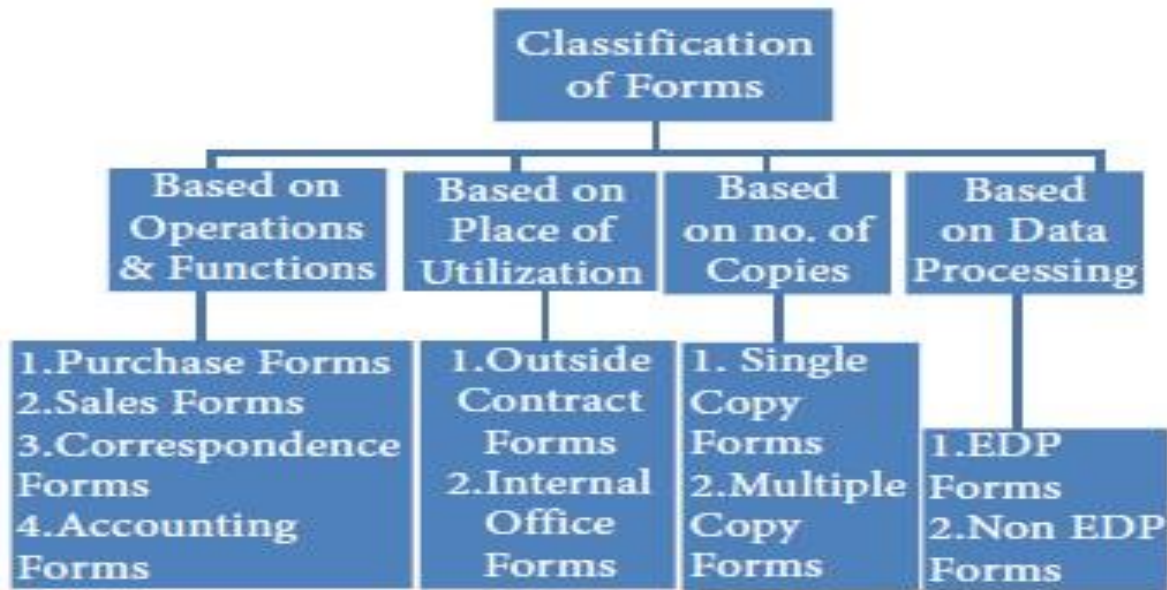 Classification
of Forms
Based on
Operations
& Functions
Based on
Place of
Utilization
Based
on no. of
Copies
Based
on Data
Processing
1.Purchase Forms
2.Sales Forms
3.Correspondence
Forms
4.Accounting
Forms
1.Outside
Contract
Forms
2.Internal
Office
Forms
1. Single
Copy
Forms
2.Multiple
Copy
Forms
1.EDP
Forms
2.Non EDP
Forms